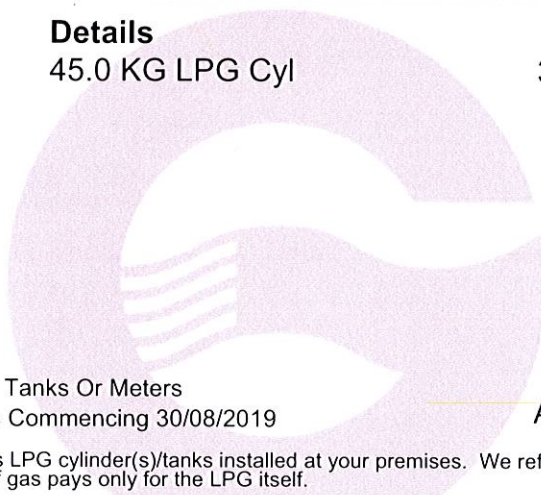 Details
45.0 KG LPG Cyl
Tanks Or Meters
Commencing 30/08/2019
LPG cylinder(s)/tanks installed at your premises. We
gas pays only for the LPG itself.